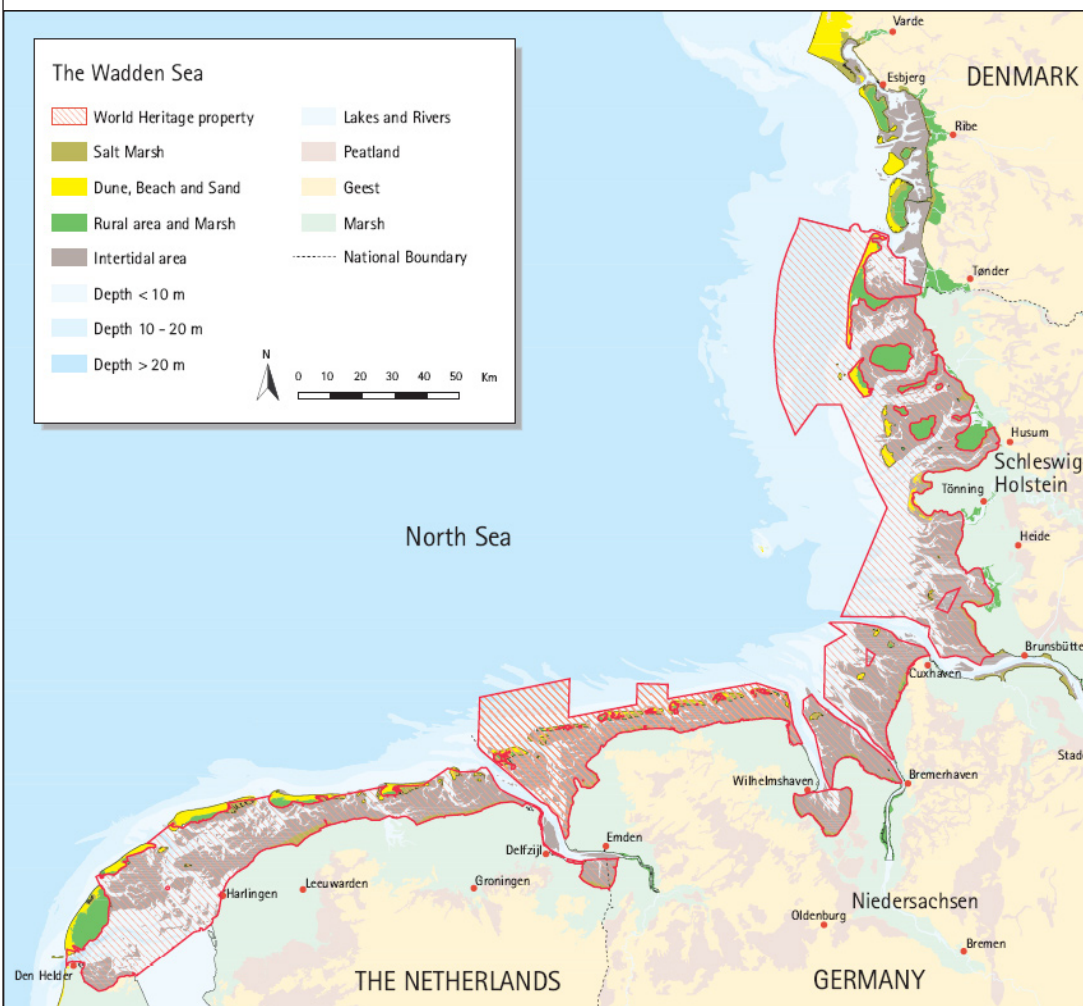 The Wadden Sea
World Heritage property
Salt Marsh
Dune, Beach and Sand
Rural area and Marsh
Intertidal area
Depth < 10 m
Depth 10 - 20 m
Depth > 20 m
Lakes and Rivers
Peatland
Geest
Marsh
National Boundary
N
0 10 20 30 40 50 Km
Varde
Esbjerg
DENMARK
Ribe
Tønder
Husum
Schleswig
Holstein
Tönning
Heide
North Sea
Brunsbütte
Cuxhaven
Stad
Wilhelmshaven
Bremerhaven
Emden
Delfzijl
Groningen
Leeuwarden
Harlingen
Niedersachsen
Oldenburg
Bremen
Den Helder
THE NETHERLANDS
GERMANY